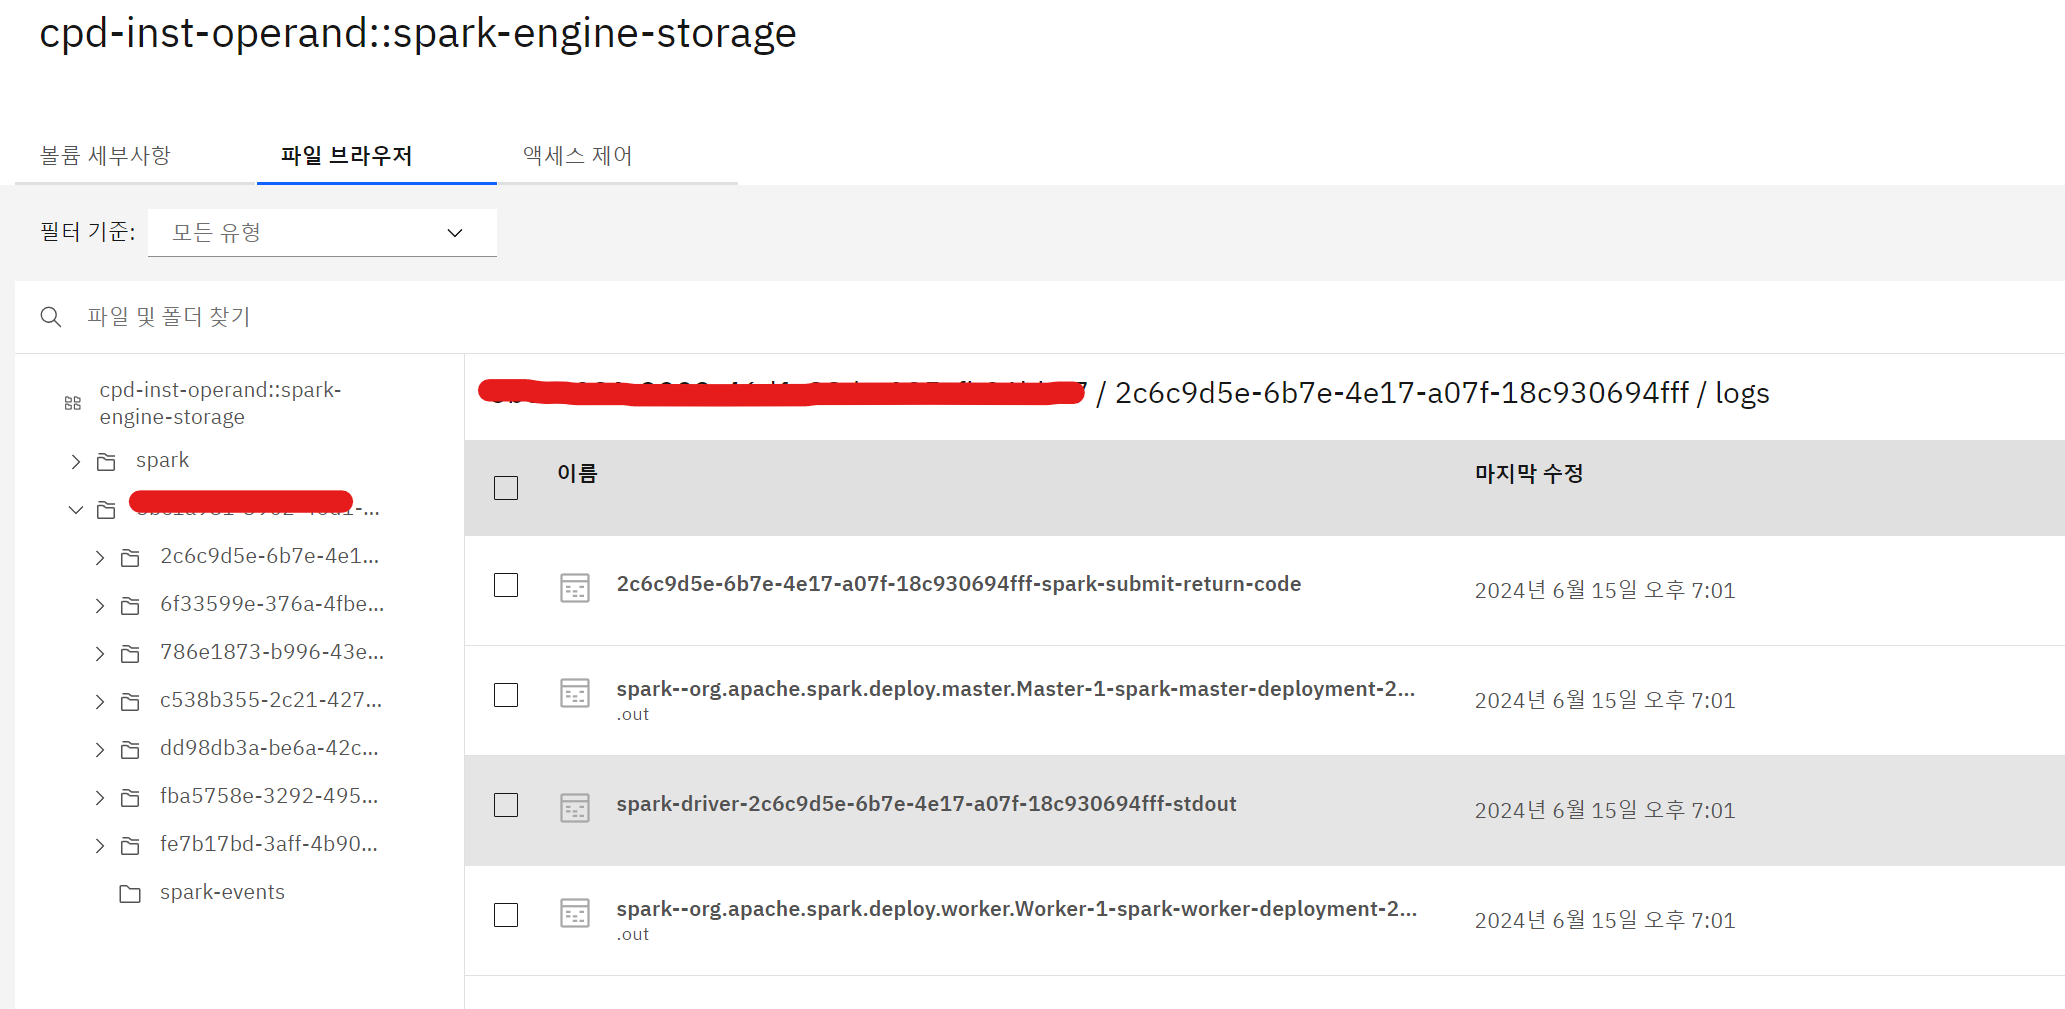 cpd-inst-operand::spark-engine-storage
볼륨 세부사항
파일 브라우저
액세스 제어
필터 기준:
모든 유형
파일 및 폴더 찾기
cpd-inst-operand::spark-
engine-storage
spark
-...
2c6c9d5e-6b7e-4e1...
6f33599e-376a-4fbe...
786e1873-b996-43e...
c538b355-2c21-427...
dd98db3a-be6a-42c...
fba5758e-3292-495...
fe7b17bd-3aff-4b90...
spark-events
/ 2c6c9d5e-6b7e-4e17-a07f-18c930694fff / logs
이름
마지막 수정
2c6c9d5e-6b7e-4e17-a07f-18c930694fff-spark-submit-return-code
2024년 6월 15일 오후 7:01
spark--org.apache.spark.deploy.master.Master-1-spark-master-deployment-2...
.out
2024년 6월 15일 오후 7:01
spark-driver-2c6c9d5e-6b7e-4e17-a07f-18c930694fff-stdout
2024년 6월 15일 오후 7:01
spark--org.apache.spark.deploy.worker.Worker-1-spark-worker-deployment-2...
.out
2024년 6월 15일 오후 7:01